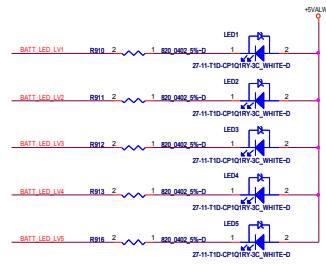 +5VALW
LED1
BATT_LED_LV1 R910 2 1 820_0402_5%~D 1 2
27-11-T1D-CP1Q1RY-3C_WHITE~D
LED2
BATT_LED_LV2 R911 2 1 820_0402_5%~D 1 2
27-11-T1D-CP1Q1RY-3C_WHITE~D
LED3
BATT_LED_LV3 R912 2 1 820_0402_5%~D 1 2
27-11-T1D-CP1Q1RY-3C_WHITE~D
LED4
BATT_LED_LV4 R913 2 1 820_0402_5%~D 1 2
27-11-T1D-CP1Q1RY-3C_WHITE~D
LED5
BATT_LED_LV5 R916 2 1 820_0402_5%~D 1 2
27-11-T1D-CP1Q1RY-3C_WHITE~D